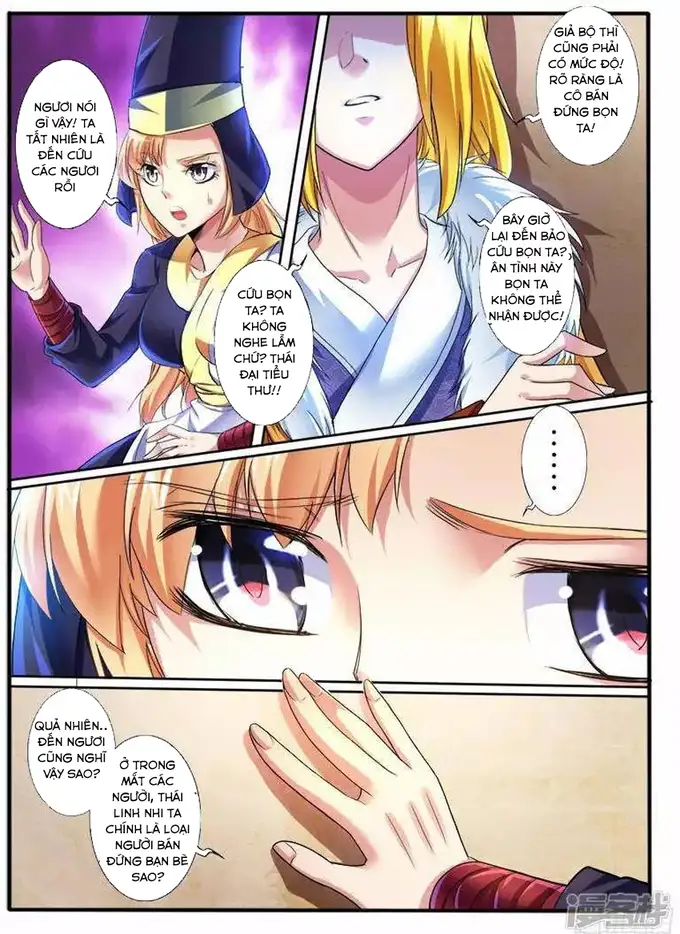 NGƯƠI NÓI
GÌ VẬY! TA
TẤT NHIÊN LÀ
ĐẾN CỨU
CÁC NGƯƠI
RỒI
CỨU BỌN
TA? TA
KHÔNG
NGHE LẦM
CHỨ? THÁI
ĐẠI TIỂU
THƯ!!
GIẢ BỘ THÌ
CŨNG PHẢI
CÓ MỨC ĐỘ!
RÕ RÀNG LÀ
CÔ BÁN
ĐỨNG BỌN
TA!
BÂY GIỜ
LẠI ĐẾN BẢO
CỨU BỌN TA?
ÂN TÌNH NÀY
BỌN TA
KHÔNG THỂ
NHẬN ĐƯỢC!
......
QUẢ NHIÊN..
ĐẾN NGƯƠI
CŨNG NGHĨ
VẬY SAO?
Ở TRONG
MẮT CÁC
NGƯỜI, THÁI
LINH NHI TA
CHÍNH LÀ LOẠI
NGƯỜI BÁN
ĐỨNG BẠN BÈ
SAO?
漫客栈